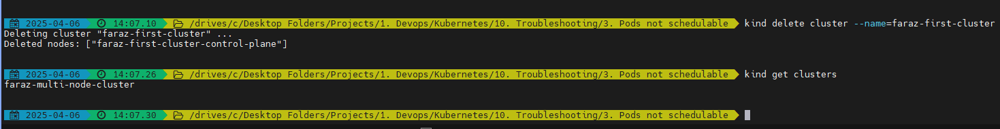 2025-04-06 14:07.10 /drives/c/Desktop Folders/Projects/1. Devops/Kubernetes/10. Troubleshooting/3. Pods not schedulable kind delete cluster --name=faraz-first-cluster
Deleting cluster "faraz-first-cluster" ...
Deleted nodes: ["faraz-first-cluster-control-plane"]
2025-04-06 14:07.26 /drives/c/Desktop Folders/Projects/1. Devops/Kubernetes/10. Troubleshooting/3. Pods not schedulable kind get clusters
faraz-multi-node-cluster
2025-04-06 14:07.30 /drives/c/Desktop Folders/Projects/1. Devops/Kubernetes/10. Troubleshooting/3. Pods not schedulable